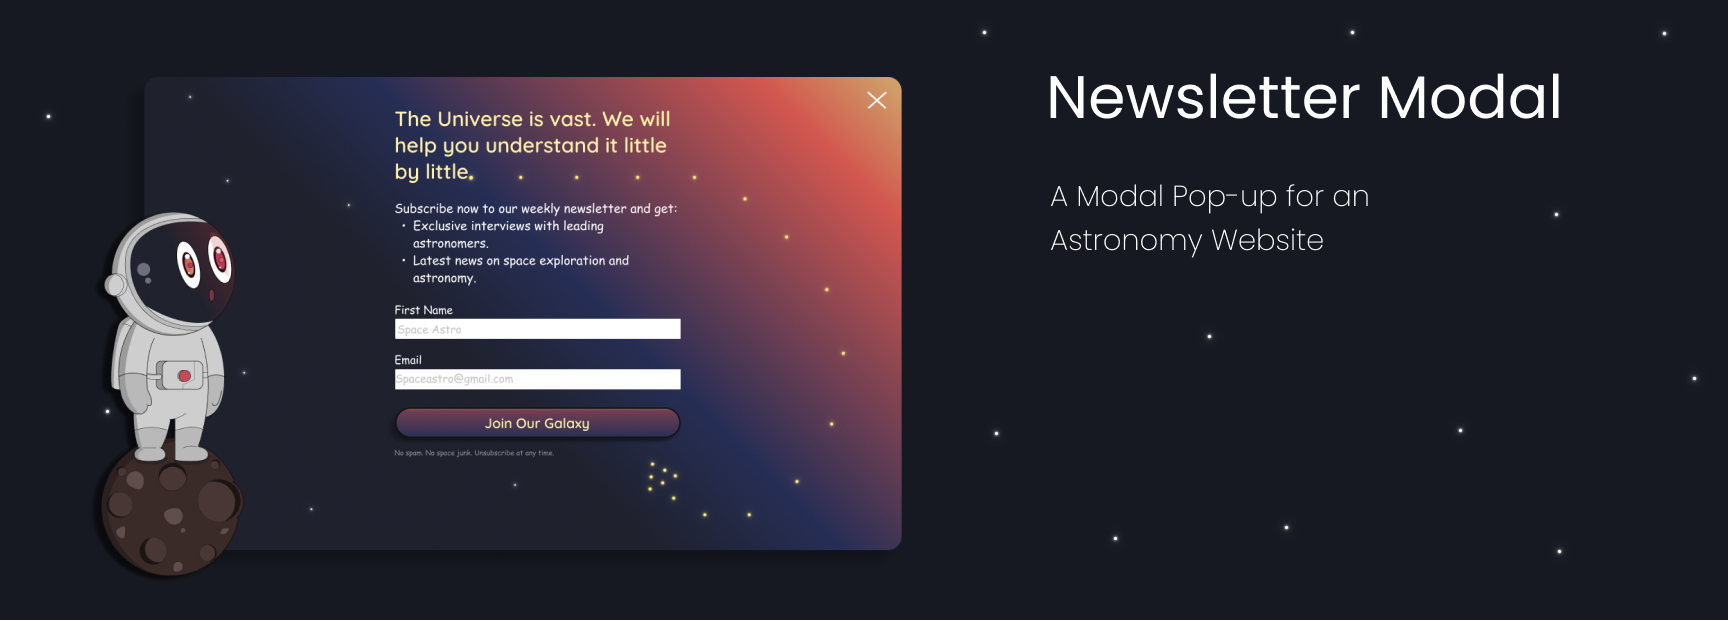 The Universe is vast. We will
help you understand it little
by little.
Subscribe now to our weekly newsletter and get:
• Exclusive interviews with leading
astronomers.
• Latest news on space exploration and
astronomy.
First Name
Space Astro
Email
Spaceastro@gmail.com
Join Our Galaxy
No spam. No space junk. Unsubscribe at any time.
Newsletter Modal
A Modal Pop-up for an
Astronomy Website